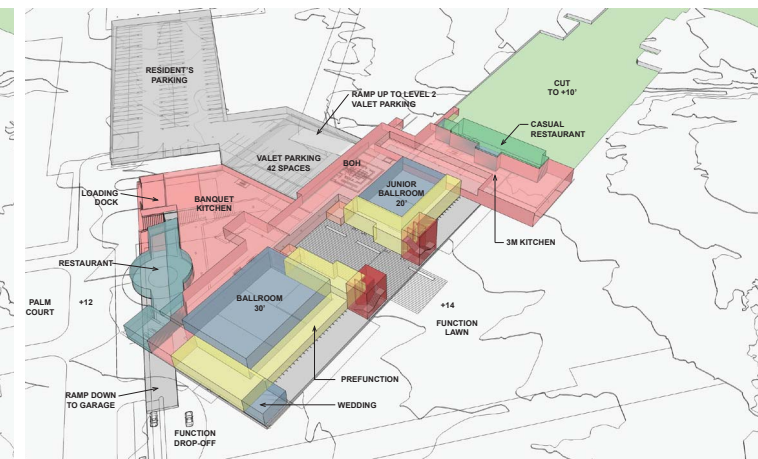 RESIDENT'S
PARKING
RAMP UP TO LEVEL 2
VALET PARKING
CUT
TO +10'
CASUAL
RESTAURANT
VALET PARKING
42 SPACES
BOH
LOADING
DOCK
BANQUET
KITCHEN
JUNIOR
BALLROOM
20'
3M KITCHEN
RESTAURANT
PALM
COURT
+12
BALLROOM
30'
+14
FUNCTION
LAWN
PREFUNCTION
RAMP DOWN
TO GARAGE
WEDDING
FUNCTION
DROP-OFF